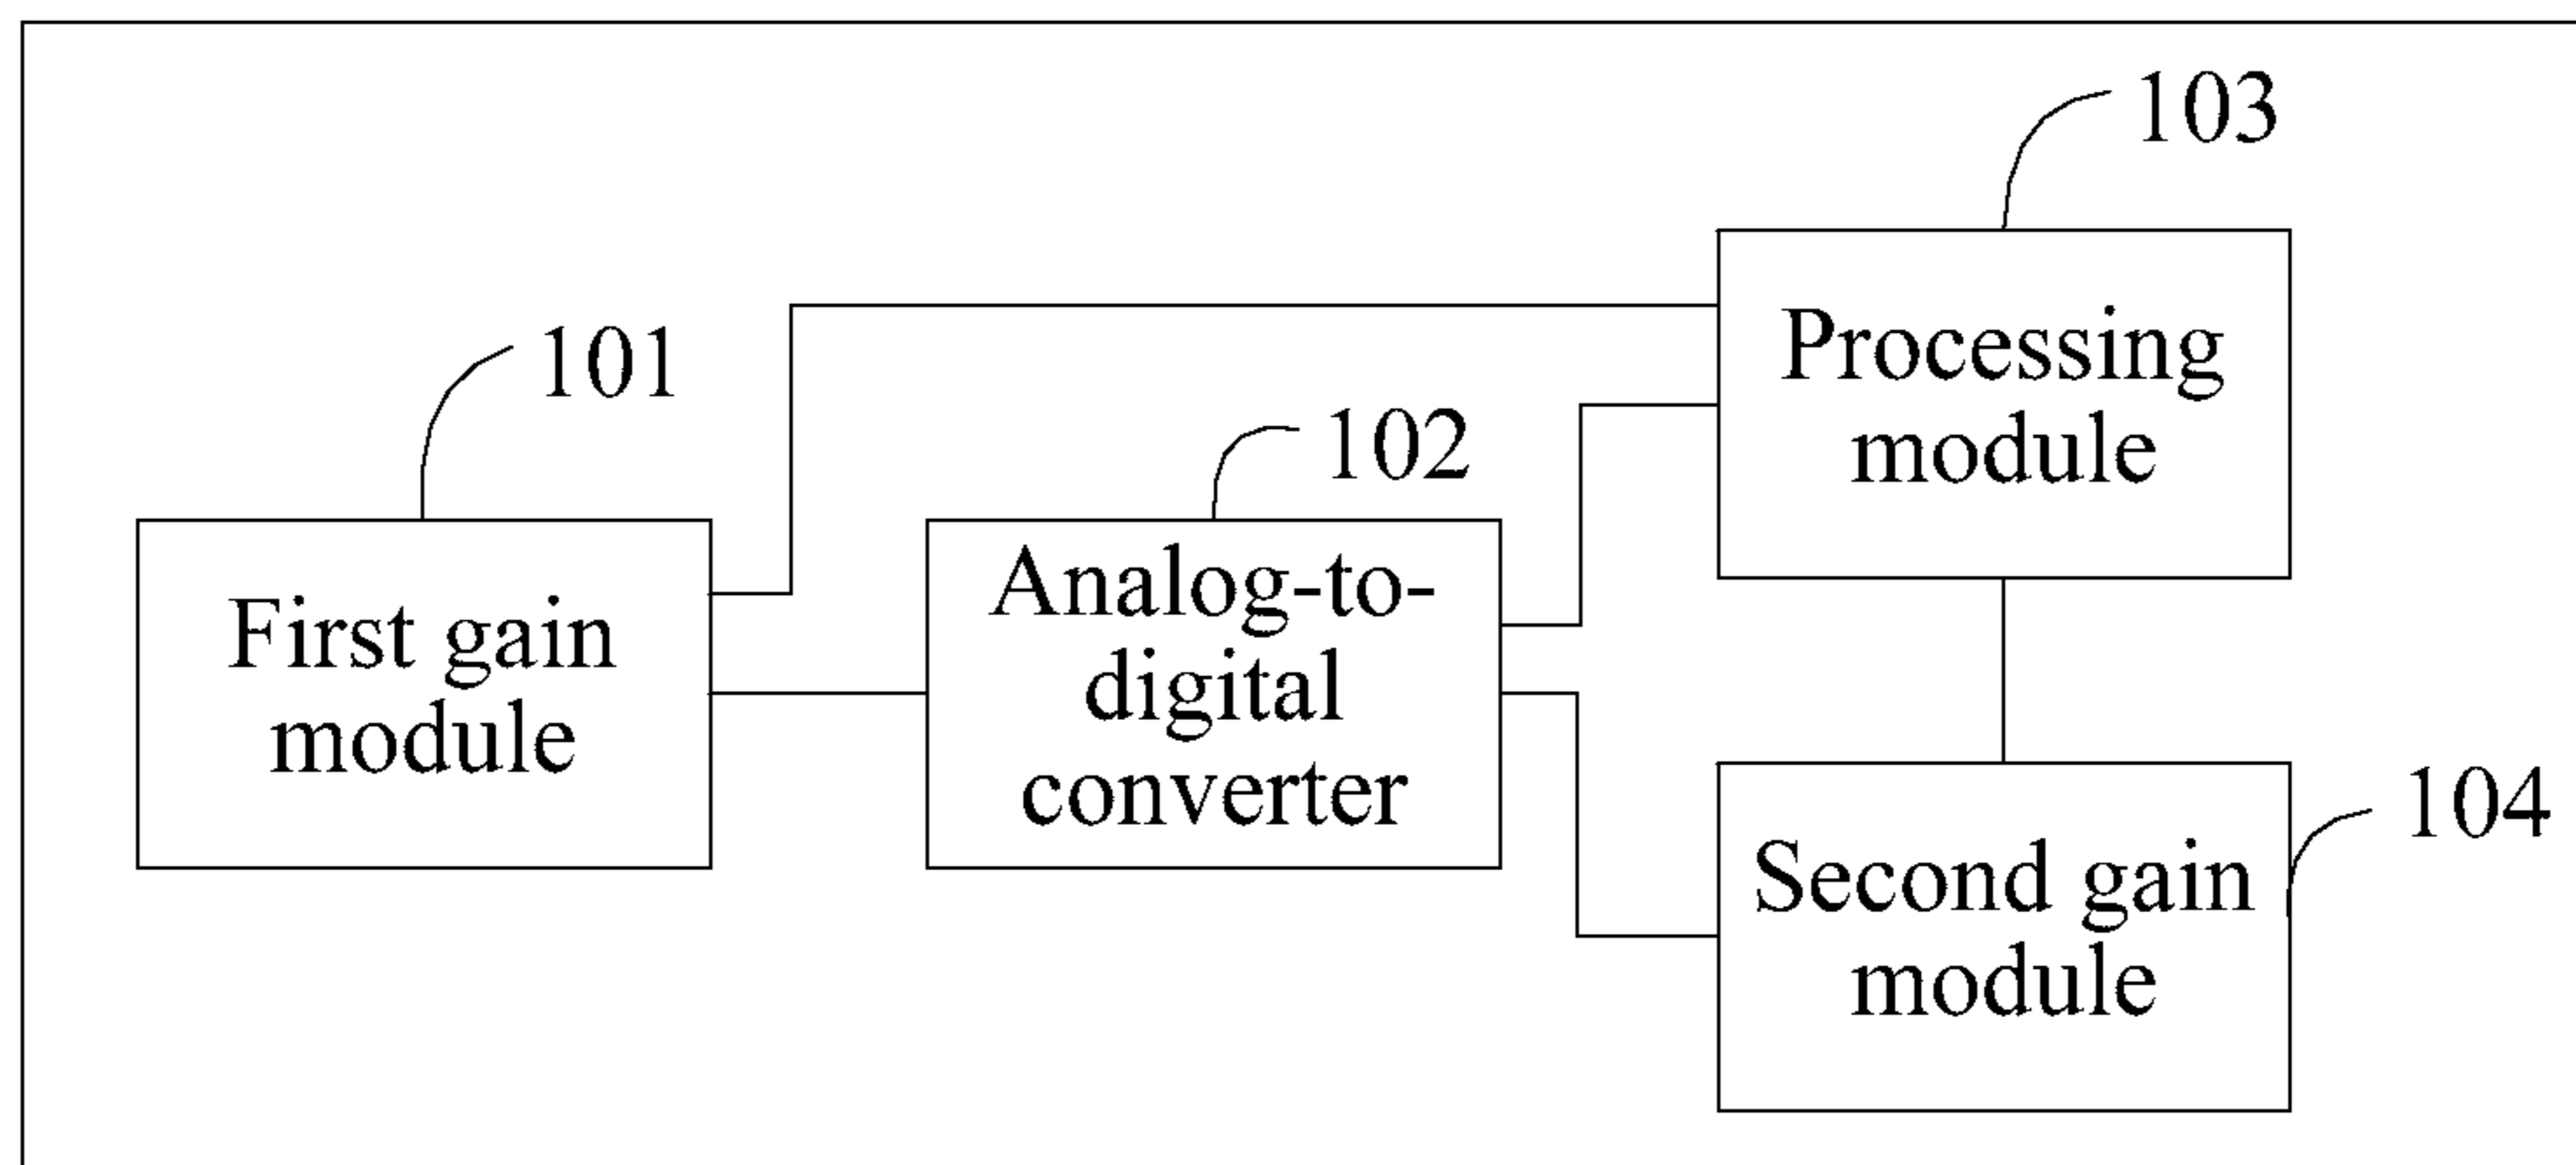 103
Processing
module
101
First gain
module
102
Analog-to-
digital
converter
104
Second gain
module